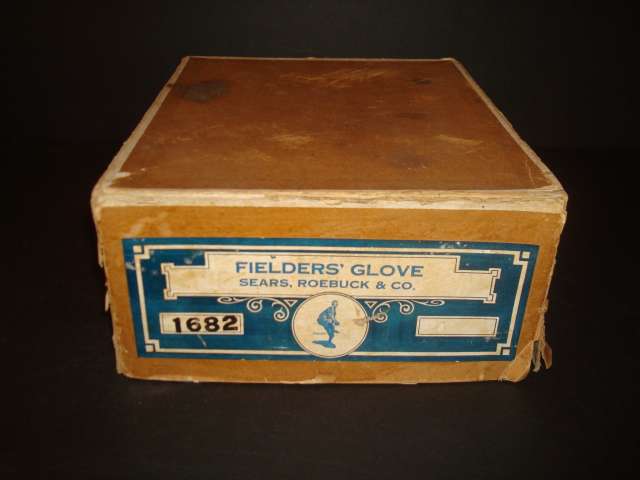 FIELDERS' GLOVE
SEARS, ROEBUCK & CO.
1682